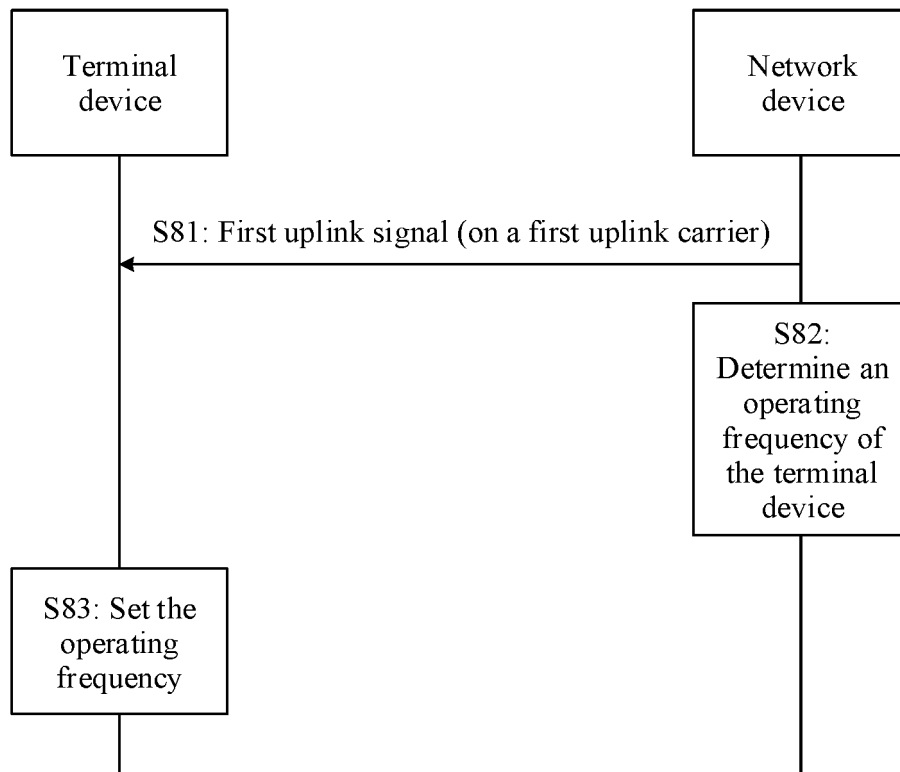 Terminal
device
Network
device
S81: First uplink signal (on a first uplink carrier)
S82:
Determine an
operating
frequency of
the terminal
device
S83: Set the
operating
frequency